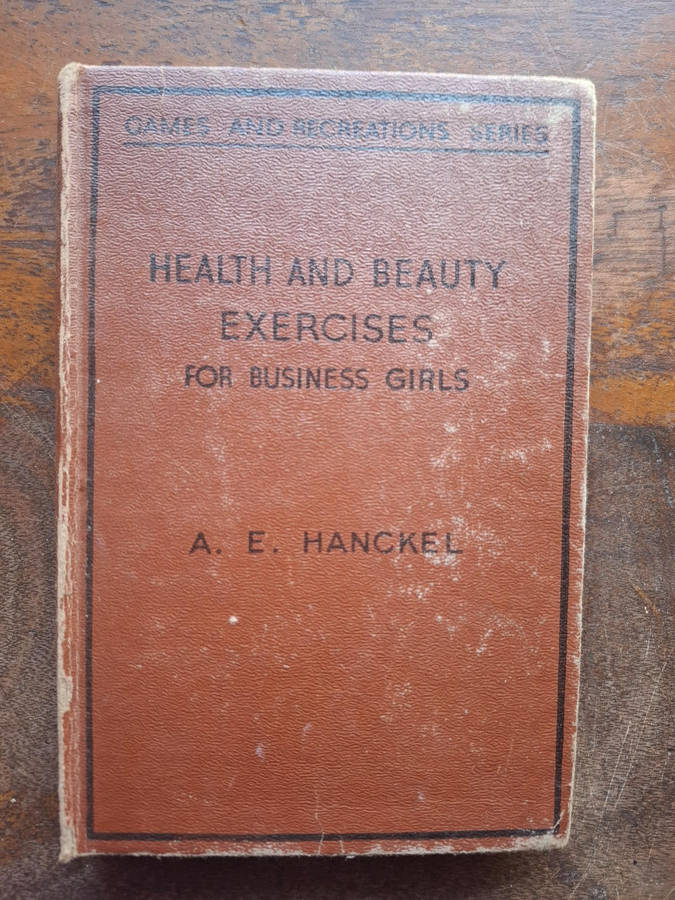 GAMES AND RECREATIONS SERIES
HEALTH AND BEAUTY
EXERCISES
FOR BUSINESS GIRLS
A. E. HANCKEL